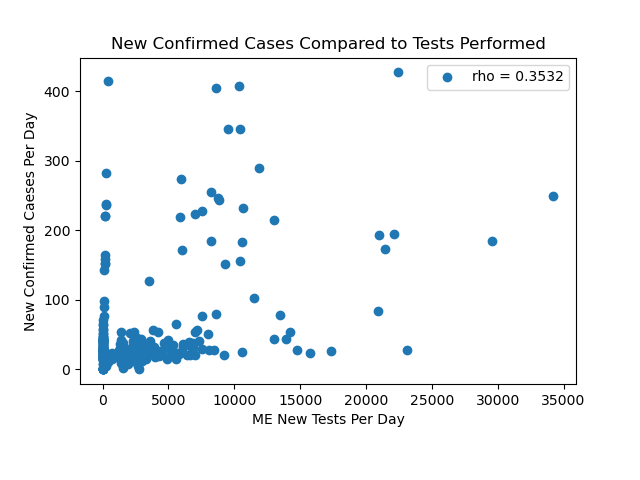 New Confirmed Cases Compared to Tests Performed
rho = 0.3532
New Confirmed Caeses Per Day
400
300
200
100
0
0 5000 10000 15000 20000 25000 30000 35000
ME New Tests Per Day